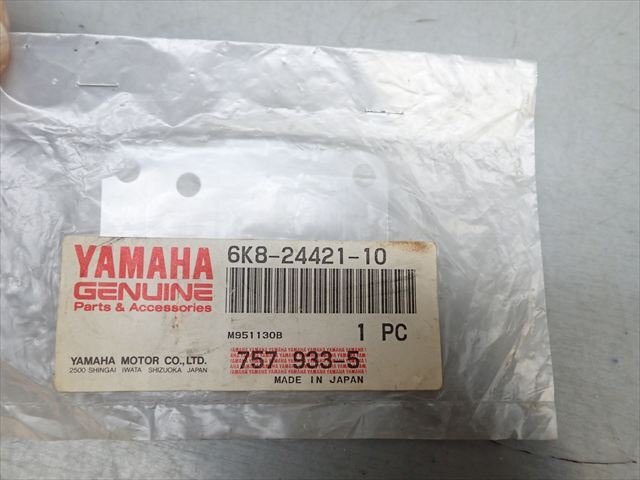 YAMAHA
GENUINE
Parts & Accessories
6K8-24421-10
M951130B
1 PC
YAMAHA MOTOR CO., LTD.
2500 SHINGAI IWATA SHIZUOKA JAPAN
757 933-5
MADE IN JAPAN